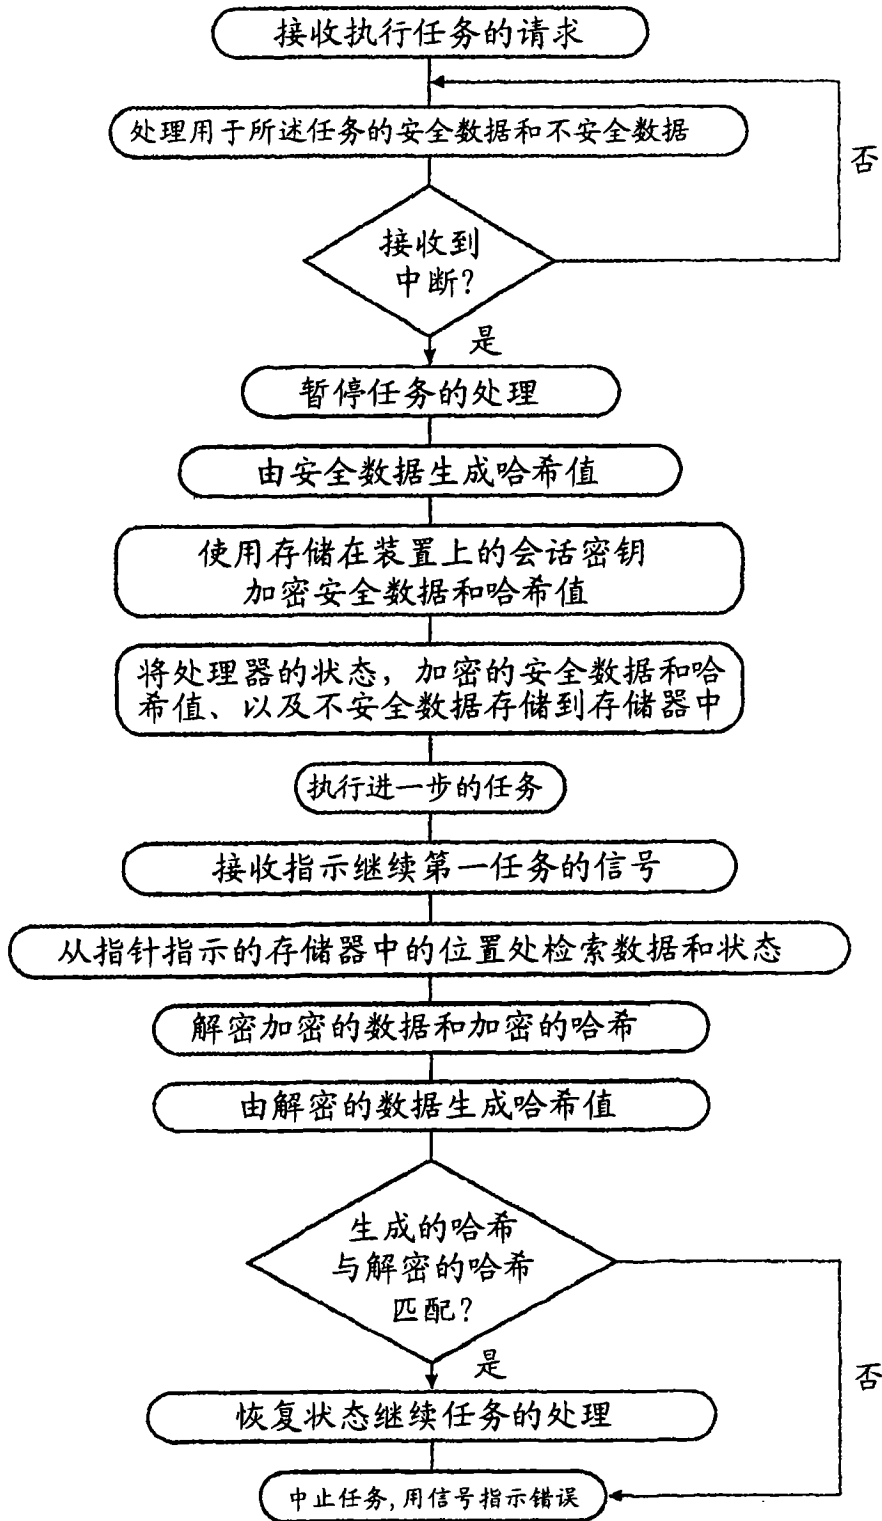 接收执行任务的请求
处理用于所述任务的安全数据和不安全数据
否
接收到
中断?
是
暂停任务的处理
由安全数据生成哈希值
使用存储在装置上的会话密钥
加密安全数据和哈希值
将处理器的状态，加密的安全数据和哈
希值、以及不安全数据存储到存储器中
执行进一步的任务
接收指示继续第一任务的信号
从指针指示的存储器中的位置处检索数据和状态
解密加密的数据和加密的哈希
由解密的数据生成哈希值
生成的哈希
与解密的哈希
匹配?
是
否
恢复状态继续任务的处理
中止任务,用信号指示错误